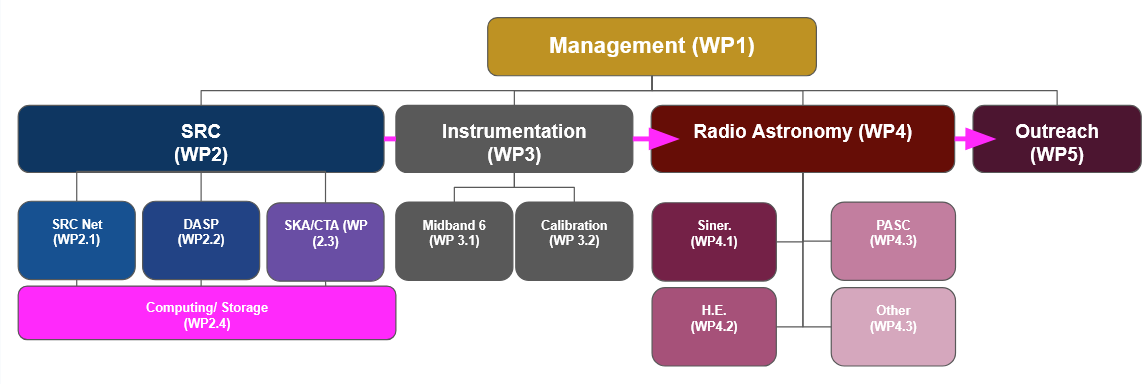 Management (WP1)
SRC
(WP2)
Instrumentation
(WP3)
Radio Astronomy (WP4)
Outreach
(WP5)
SRC Net
(WP2.1)
DASP
(WP2.2)
SKA/CTA (WP
2.3)
Computing/ Storage
(WP2.4)
Midband 6
(WP 3.1)
Calibration
(WP 3.2)
Siner.
(WP4.1)
PASC
(WP4.3)
H.E.
(WP4.2)
Other
(WP4.3)